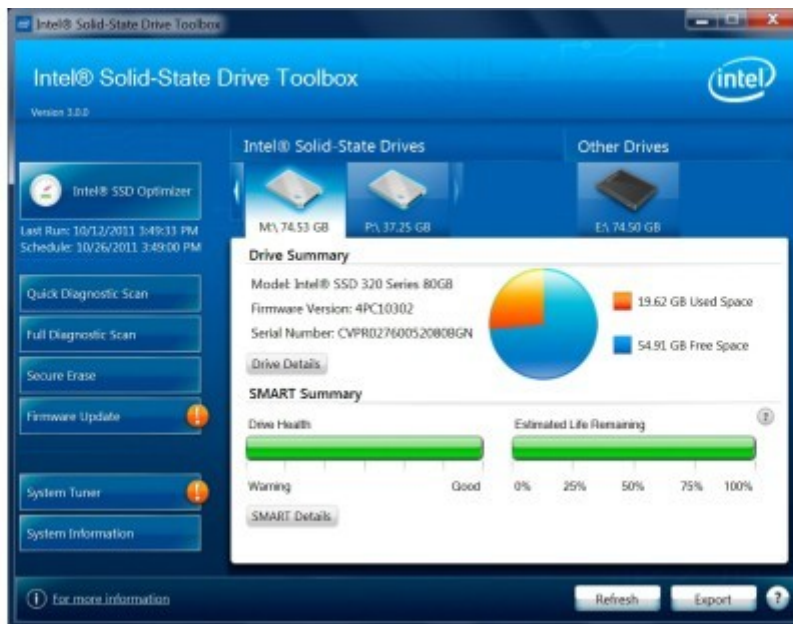 Intel® Solid-State Drive Toolbox
Intel® Solid-State Drive Toolbox
intel
Version 3.0.0
Intel® Solid-State Drives
Other Drives
Intel® SSD Optimizer
M:\ 74.53 GB
P:\ 37.25 GB
E:\ 74.50 GB
Last Run: 10/12/2011 3:49:33 PM
Schedule: 10/26/2011 3:49:00 PM
Quick Diagnostic Scan
Full Diagnostic Scan
Secure Erase
Firmware Update
!
System Tuner
!
System Information
Drive Summary
Model: Intel® SSD 320 Series 80GB
Firmware Version: 4PC10302
Serial Number: CVPR027600520808GN
Drive Details
19.62 GB Used Space
54.91 GB Free Space
SMART Summary
?
Drive Health
Estimated Life Remaining
Warning Good
0% 25% 50% 75% 100%
SMART Details
i For more information
Refresh
Export
?